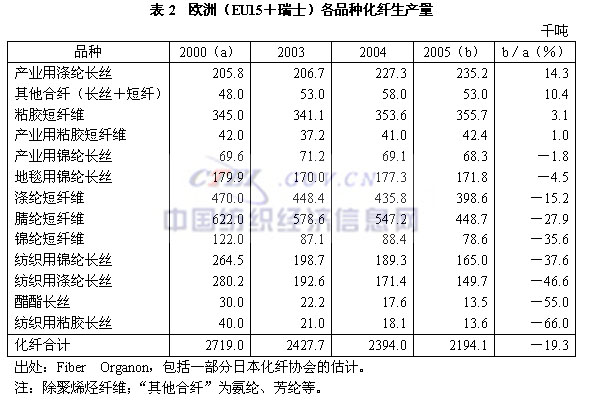 表 2 欧洲（EU15＋瑞士）各品种化纤生产量
千吨
品种 2000（a） 2003 2004 2005（b） b／a－（％）
产业用涤纶长丝 205.8 206.7 227.3 235.2 14.3
其他合纤（长丝＋短纤） 48.0 53.0 58.0 53.0 10.4
粘胶短纤维 345.0 341.1 353.6 355.7 3.1
产业用粘胶短纤维 42.0 37.2 41.0 42.4 1.0
产业用锦纶长丝 69.6 71.2 69.1 68.3 －1.8
地毯用锦纶长丝 179.9 170.0 177.3 171.8 －4.5
涤纶短纤维 470.0 448.4 435.8 398.6 －15.2
腈纶短纤维 622.0 578.6 547.2 448.7 －27.9
锦纶短纤维 122.0 87.1 88.4 78.6 －35.6
纺织用锦纶长丝 264.5 198.7 189.3 165.0 －37.6
纺织用涤纶长丝 280.2 192.6 171.4 149.7 －46.6
醋酯长丝 30.0 22.2 17.6 13.5 －55.0
纺织用粘胶长丝 40.0 21.0 18.1 13.6 －66.0
化纤合计 2719.0 2427.7 2394.0 2194.1 －19.3
出处：Fiber Organon，包括一部分日本化纤协会的估计。
注：除聚烯烃纤维；“其他合纤”为氨纶、芳纶等。
CTEI.GOV.CN
中国纺织经济信息网